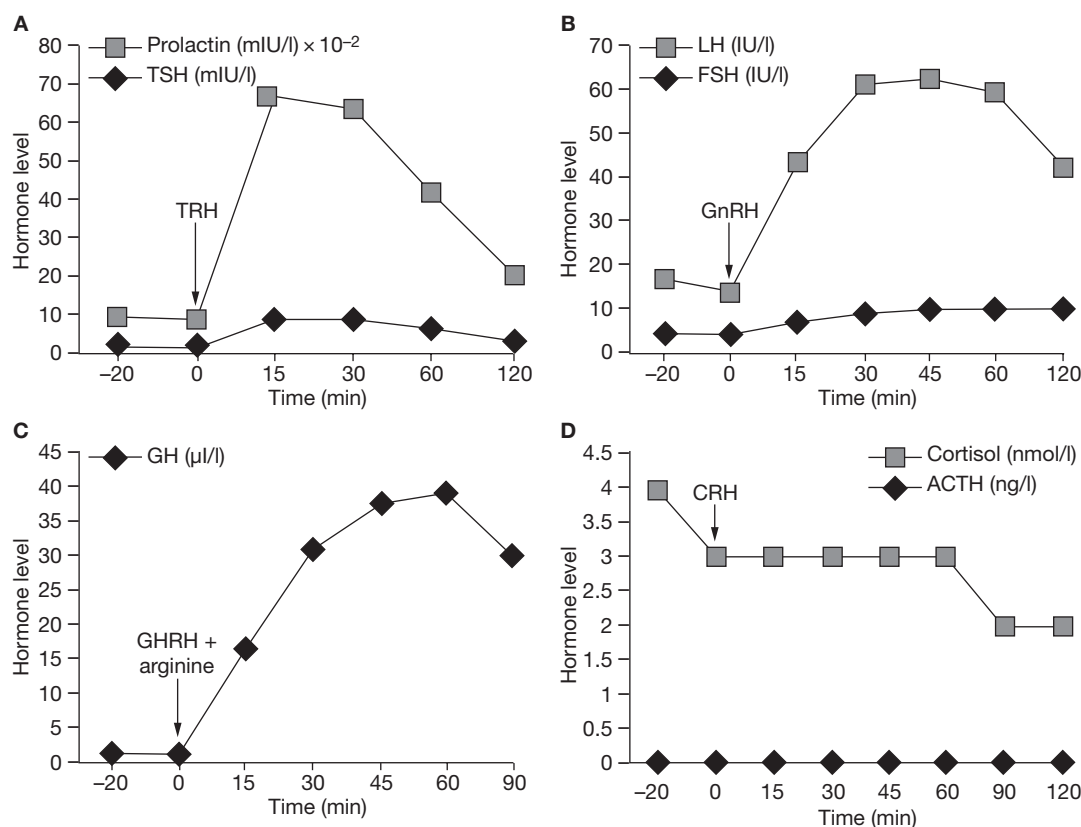 A
Prolactin (mIU/l) × 10⁻²
TSH (mIU/l)
80
70
60
50
40
30
20
10
0
Hormone level
TRH
–20 0 15 30 60 120
Time (min)
B
LH (IU/l)
FSH (IU/l)
70
60
50
40
30
20
10
0
Hormone level
GnRH
–20 0 15 30 45 60 120
Time (min)
C
GH (µl/l)
45
40
35
30
25
20
15
10
5
0
Hormone level
GHRH +
arginine
–20 0 15 30 45 60 90
Time (min)
D
Cortisol (nmol/l)
ACTH (ng/l)
4.5
4
3.5
3
2.5
2
1.5
1
0.5
0
Hormone level
CRH
–20 0 15 30 45 60 90 120
Time (min)